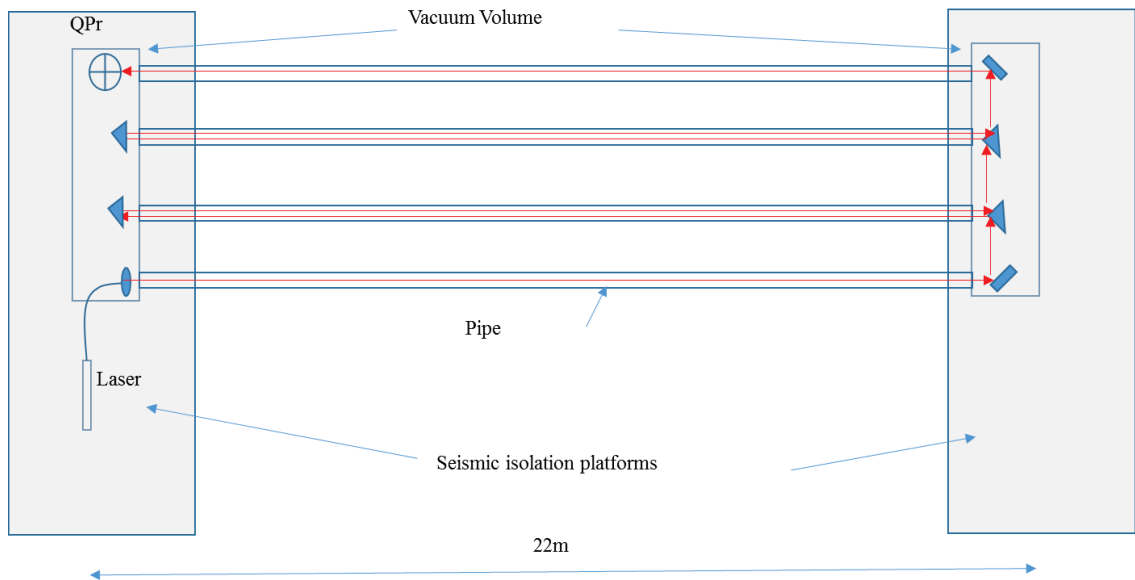 QPr
Vacuum Volume
Pipe
Laser
Seismic isolation platforms
22m